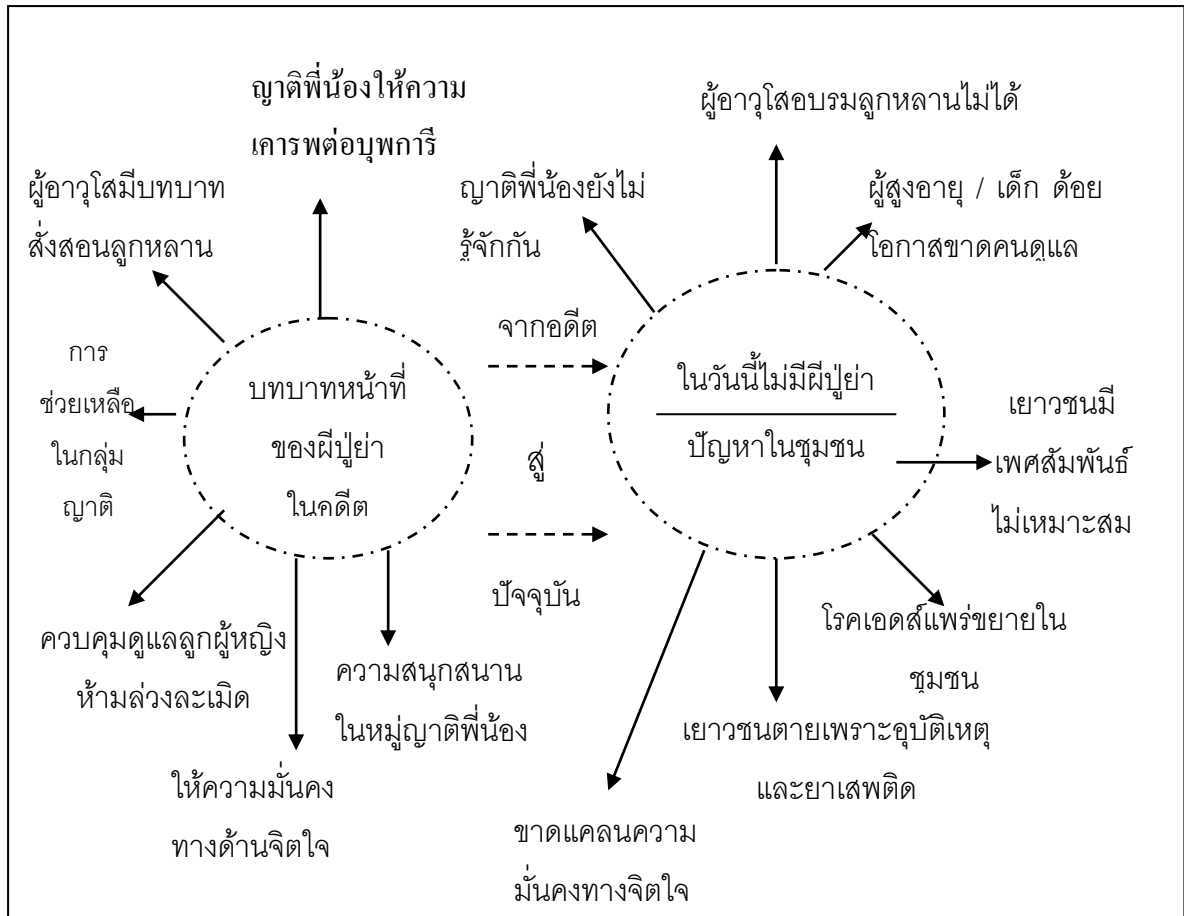 ญาติพี่น้องให้ความ
เคารพต่อบุพการี
ผู้อาวุโสมีบทบาท
สั่งสอนลูกหลาน
การ
ช่วยเหลือ
ในกลุ่ม
ญาติ
บทบาทหน้าที่
ของผีปู่ย่า
ในคดีต
ควบคุมดูแลลูกผู้หญิง
ห้ามล่วงละเมิด
ให้ความมั่นคง
ทางด้านจิตใจ
ความสนุกสนาน
ในหมู่ญาติพี่น้อง
จากอดีต
สู่
ปัจจุบัน
ผู้อาวุโสอบรมลูกหลานไม่ได้
ญาติพี่น้องยังไม่
รู้จักกัน
ผู้สูงอายุ / เด็ก ด้อย
โอกาสขาดคนดูแล
ในวันนี้ไม่มีผีปู่ย่า
ปัญหาในชุมชน
เยาวชนมี
เพศสัมพันธ์
ไม่เหมาะสม
โรคเอดส์แพร่ขยายใน
ชุมชน
เยาวชนตายเพราะอุบัติเหตุ
และยาเสพติด
ขาดแคลนความ
มั่นคงทางจิตใจ